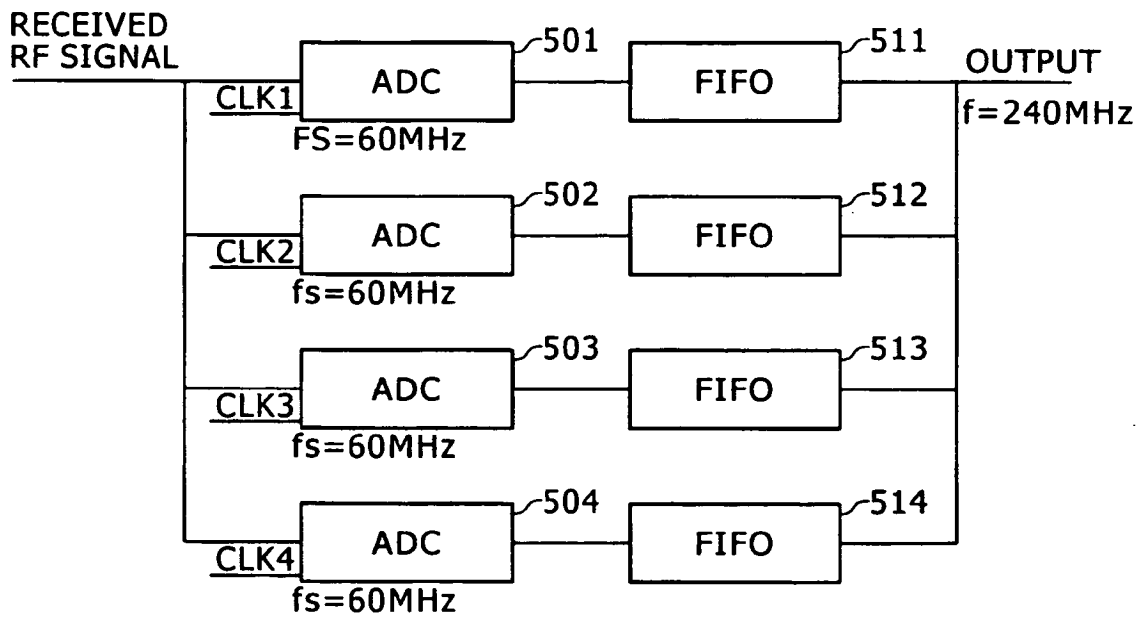 RECEIVED
RF SIGNAL
CLK1
ADC
501
FS=60MHz
FIFO
511
OUTPUT
f=240MHz
CLK2
ADC
502
fs=60MHz
FIFO
512
CLK3
ADC
503
fs=60MHz
FIFO
513
CLK4
ADC
504
fs=60MHz
FIFO
514